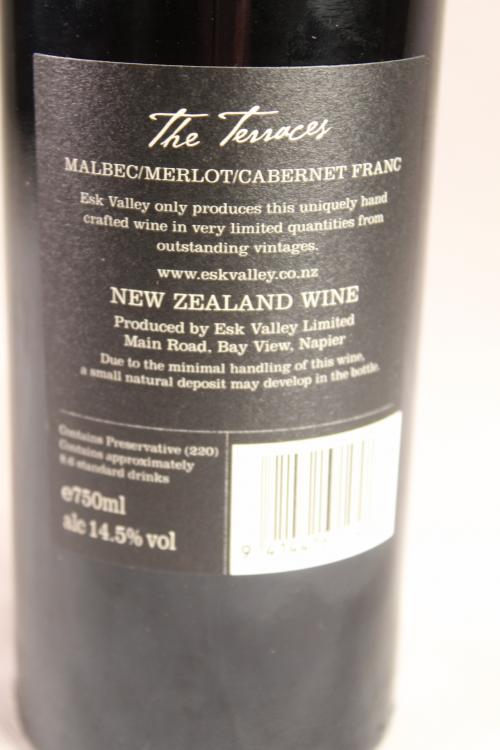 The Terraces
MALBEC/MERLOT/CABERNET FRANC
Esk Valley only produces this uniquely hand
crafted wine in very limited quantities from
outstanding vintages.
www.eskvalley.co.nz
NEW ZEALAND WINE
Produced by Esk Valley Limited
Main Road, Bay View, Napier
Due to the minimal handling of this wine,
a small natural deposit may develop in the bottle.
Contains Preservative (220)
Contains approximately
8.6 standard drinks
e750ml
alc 14.5% vol